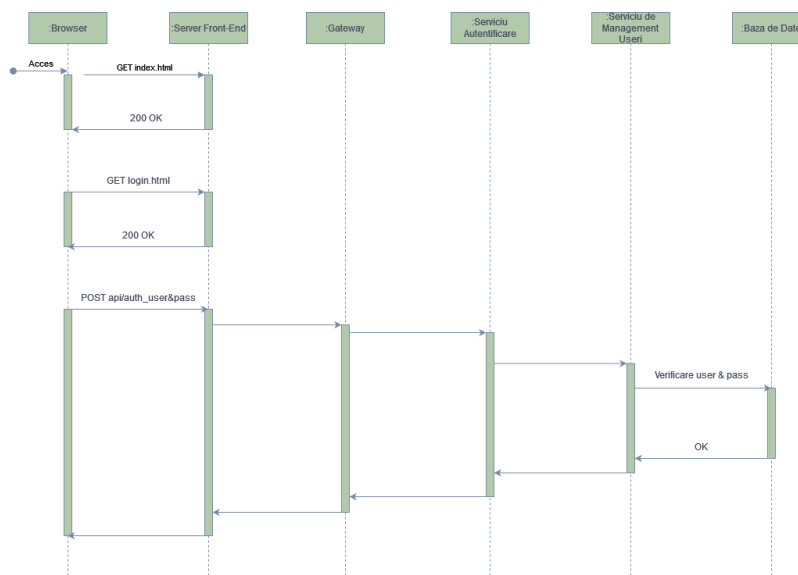 :Browser
:Server Front-End
:Gateway
:Serviciu
Autentificare
:Serviciu de
Management
Useri
:Baza de Date
Acces
GET index.html
200 OK
GET login.html
200 OK
POST api/auth_user&pass
Verificare user & pass
OK